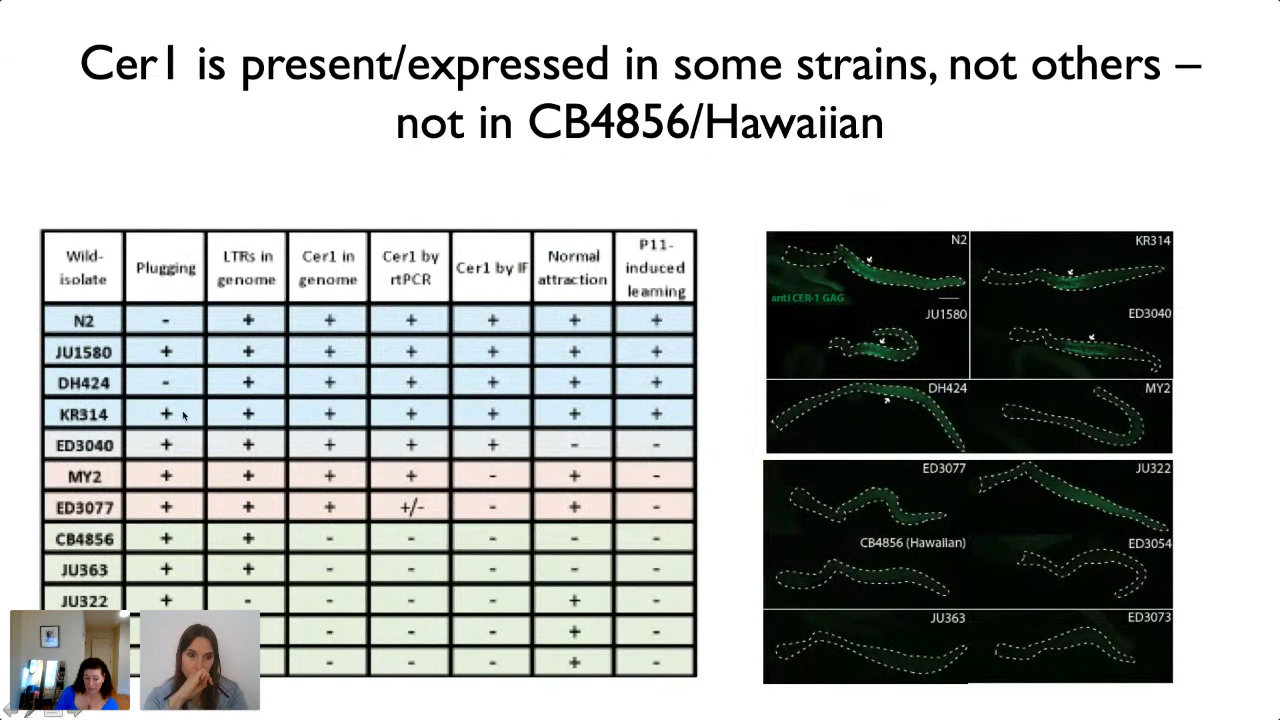 Cer1 is present/expressed in some strains, not others –
not in CB4856/Hawaiian
Wild-isolate | Plugging | LTRs in genome | Cer1 in genome | Cer1 by rtPCR | Cer1 by IF | Normal attraction | P11-induced learning
N2 | - | + | + | + | + | + | +
JU1580 | + | + | + | + | + | + | +
DH424 | - | + | + | + | + | + | +
KR314 | + | + | + | + | + | + | +
ED3040 | + | + | + | + | + | - | -
MY2 | + | + | + | + | - | + | -
ED3077 | + | + | + | +/- | - | + | -
CB4856 | + | + | - | - | - | - | -
JU363 | + | + | - | - | - | - | -
JU322 | + | - | - | - | - | + | -
- | - | - | + | -
- | - | - | + | -
N2
KR314
anti CER-1 GAG
JU1580
ED3040
DH424
MY2
ED3077
JU322
CB4856 (Hawaiian)
ED3054
JU363
ED3073